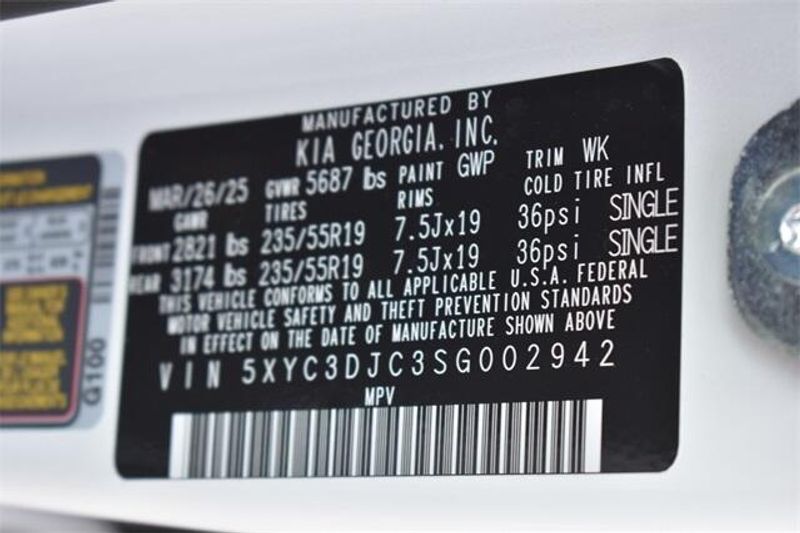 MANUFACTURED BY
KIA GEORGIA, INC.
MAR/26/25 GVWR 5687 lbs PAINT GWP TRIM WK
GAWR TIRES RIMS COLD TIRE INFL
FRONT 2821 lbs 235/55R19 7.5Jx19 36psi SINGLE
REAR 3174 lbs 235/55R19 7.5Jx19 36psi SINGLE
THIS VEHICLE CONFORMS TO ALL APPLICABLE U.S.A. FEDERAL
MOTOR VEHICLE SAFETY AND THEFT PREVENTION STANDARDS
IN EFFECT ON THE DATE OF MANUFACTURE SHOWN ABOVE
VIN 5XYC3DJC3SG002942
MPV
G100